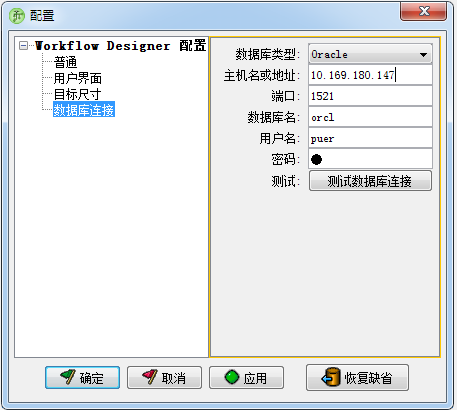 配置
Workflow Designer 配置
普通
用户界面
目标尺寸
数据库连接
数据库类型: Oracle
主机名或地址: 10.169.180.147
端口: 1521
数据库名: orcl
用户名: puer
密码: ●
测试: 测试数据库连接
确定 取消 应用 恢复缺省